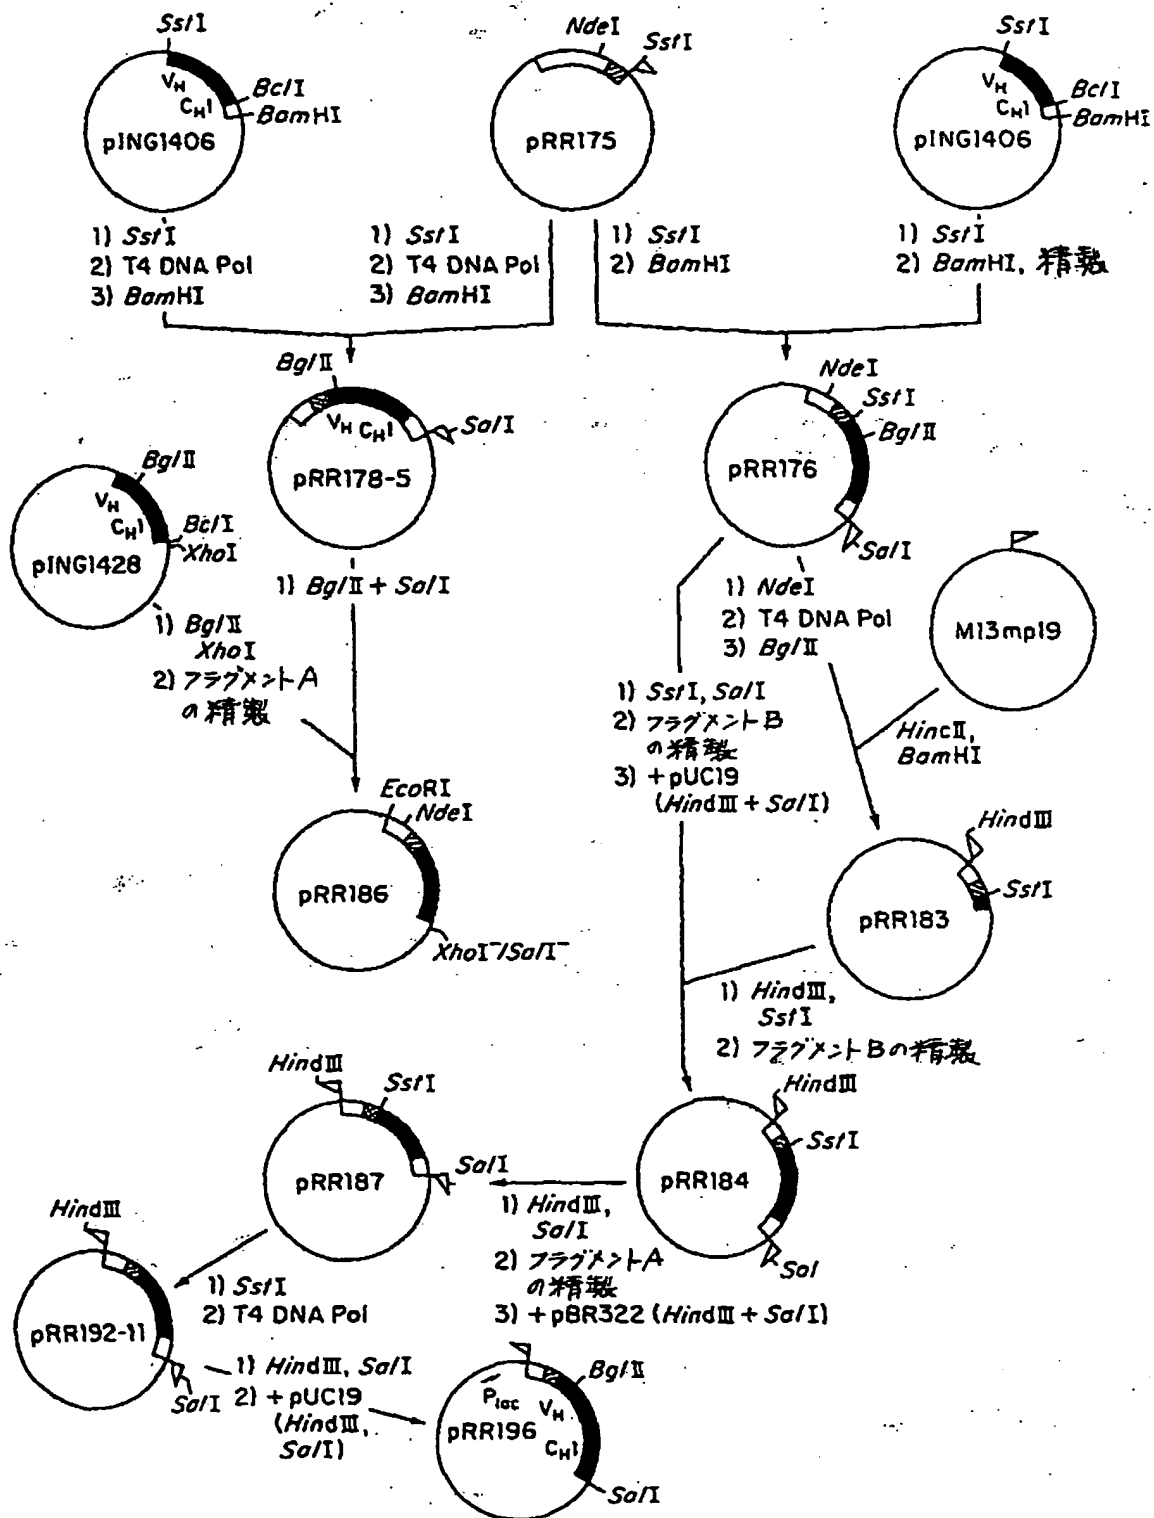 SstI
VH
CH1
BclI
BamHI
pING1406
NdeI
SstI
pRR175
SstI
VH
CH1
BclI
BamHI
pING1406
1) SstI
2) T4 DNA Pol
3) BamHI
1) SstI
2) T4 DNA Pol
3) BamHI
1) SstI
2) BamHI
1) SstI
2) BamHI, 精製
BglII
VH CH1
SalI
pRR178-5
NdeI
SstI
BglII
pRR176
SalI
BglII
VH
CH1
BclI
XhoI
pING1428
1) BglII
XhoI
2) フラグメントA
の精製
1) BglII + SalI
1) NdeI
2) T4 DNA Pol
3) BglII
M13mp19
HincII,
BamHI
1) SstI, SalI
2) フラグメントB
の精製
3) +pUC19
(HindIII + SalI)
EcoRI
NdeI
pRR186
XhoI⁻/SalI⁻
HindIII
SstI
pRR183
1) HindIII,
SstI
2) フラグメントBの精製
HindIII
SstI
pRR184
Sal
HindIII
SstI
SalI
pRR187
1) HindIII,
SalI
2) フラグメントA
の精製
3) +pBR322 (HindIII + SalI)
1) SstI
2) T4 DNA Pol
HindIII
pRR192-11
SalI
1) HindIII, SalI
2) +pUC19
(HindIII,
SalI)
Plac
BglII
VH
pRR196
CH1
SalI